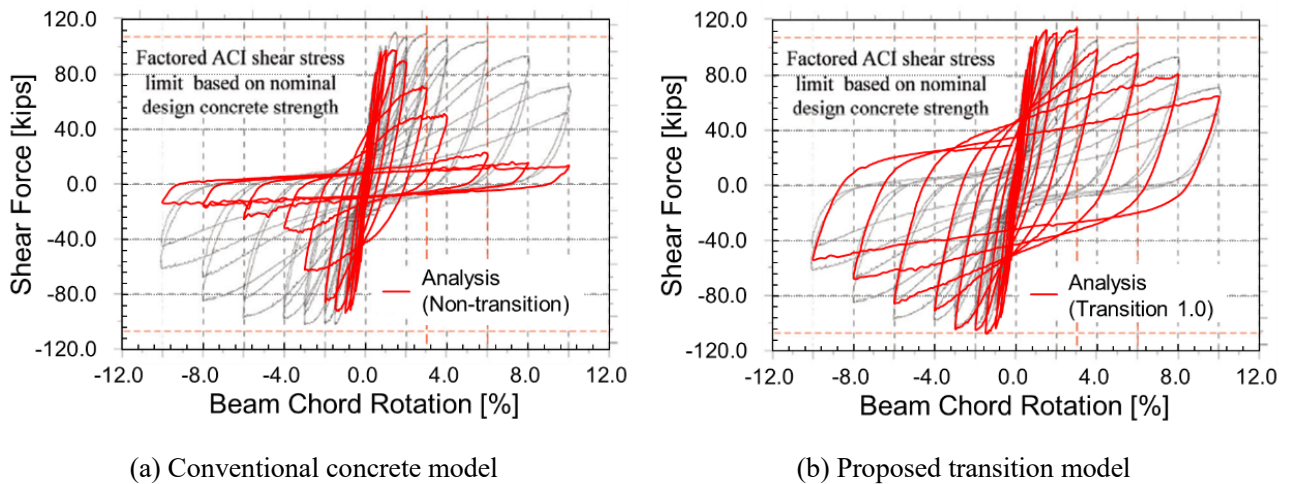 120.0
80.0
40.0
0.0
-40.0
-80.0
-120.0
Shear Force [kips]
Factored ACI shear stress
limit based on nominal
design concrete strength
Analysis
(Non-transition)
-12.0 -8.0 -4.0 0.0 4.0 8.0 12.0
Beam Chord Rotation [%]
(a) Conventional concrete model
120.0
80.0
40.0
0.0
-40.0
-80.0
-120.0
Shear Force [kips]
Factored ACI shear stress
limit based on nominal
design concrete strength
Analysis
(Transition 1.0)
-12.0 -8.0 -4.0 0.0 4.0 8.0 12.0
Beam Chord Rotation [%]
(b) Proposed transition model